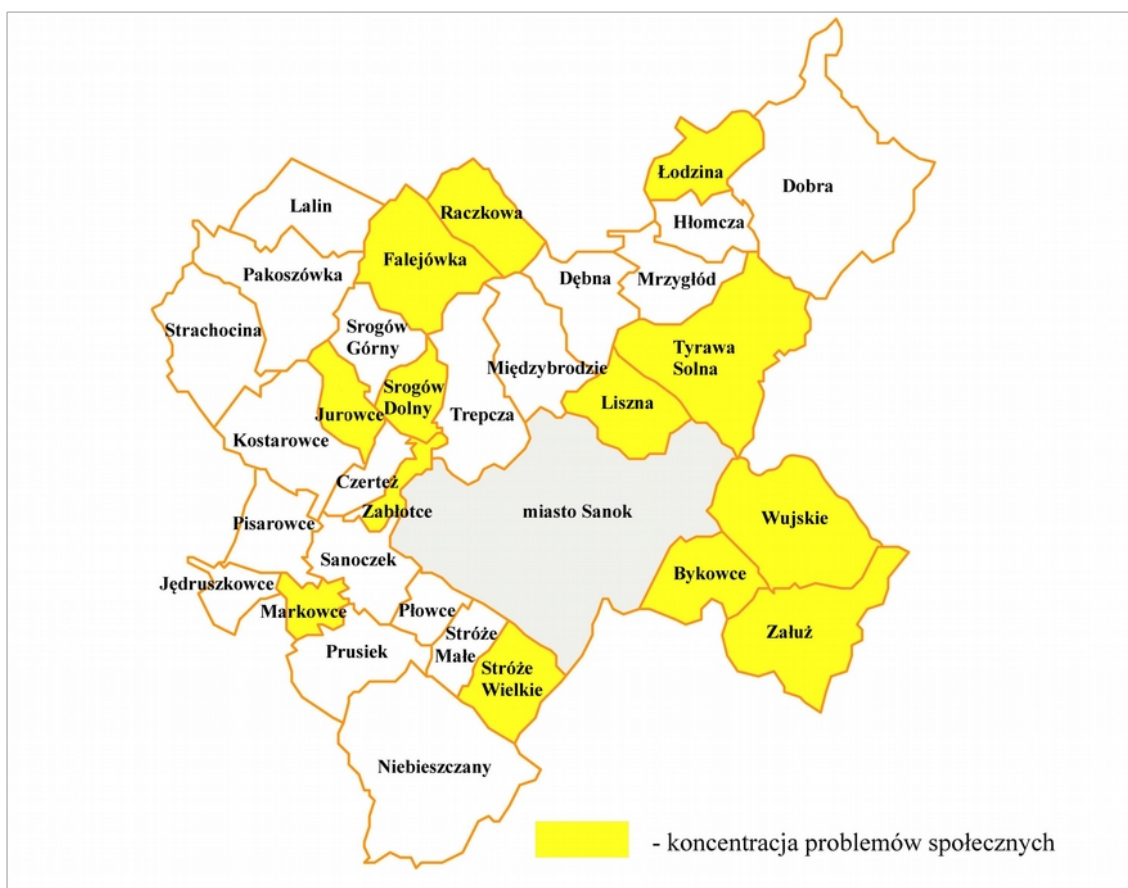 Łodzina
Dobra
Raczkowa
Lalin
Hłomcza
Falejówka
Pakoszówka
Dębna
Mrzygłód
Strachocina
Srogów
Górny
Tyrawa
Solna
Międzybrodzie
Srogów
Dolny
Liszna
Jurowce
Trepcza
Kostarowce
Czerteż
Zabłotce
miasto Sanok
Wujskie
Pisarowce
Sanoczek
Bykowce
Jędruszkowce
Markowce
Płowce
Stróże
Małe
Załuż
Prusiek
Stróże
Wielkie
Niebieszczany
- koncentracja problemów społecznych